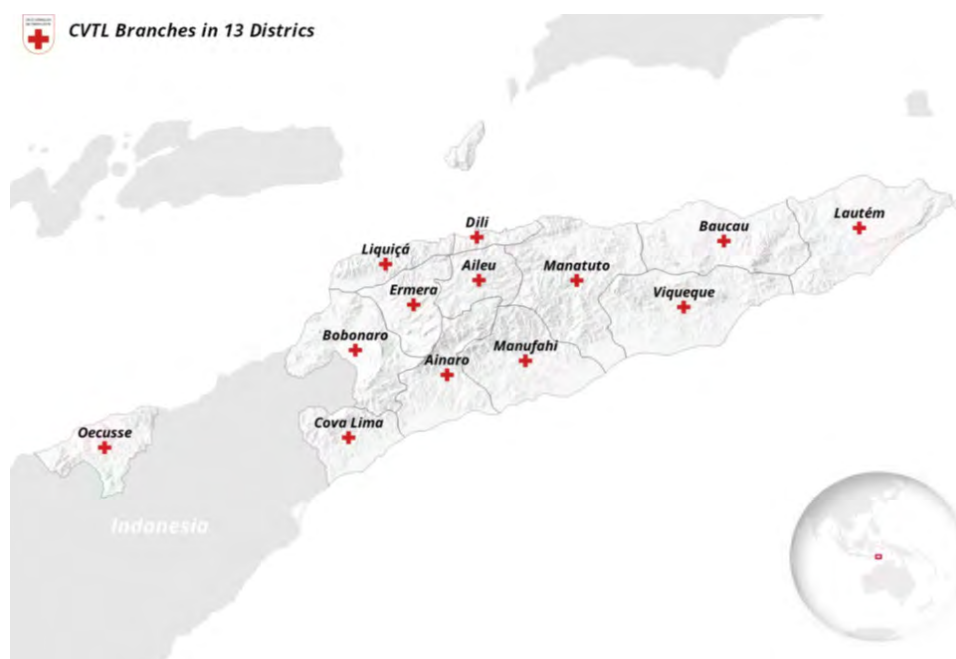 CVTL Branches in 13 Districs
Dili
Lautém
Baucau
Liquiçá
Aileu
Manatuto
Ermera
Viqueque
Bobonaro
Manufahi
Ainaro
Cova Lima
Oecusse
Indanesia